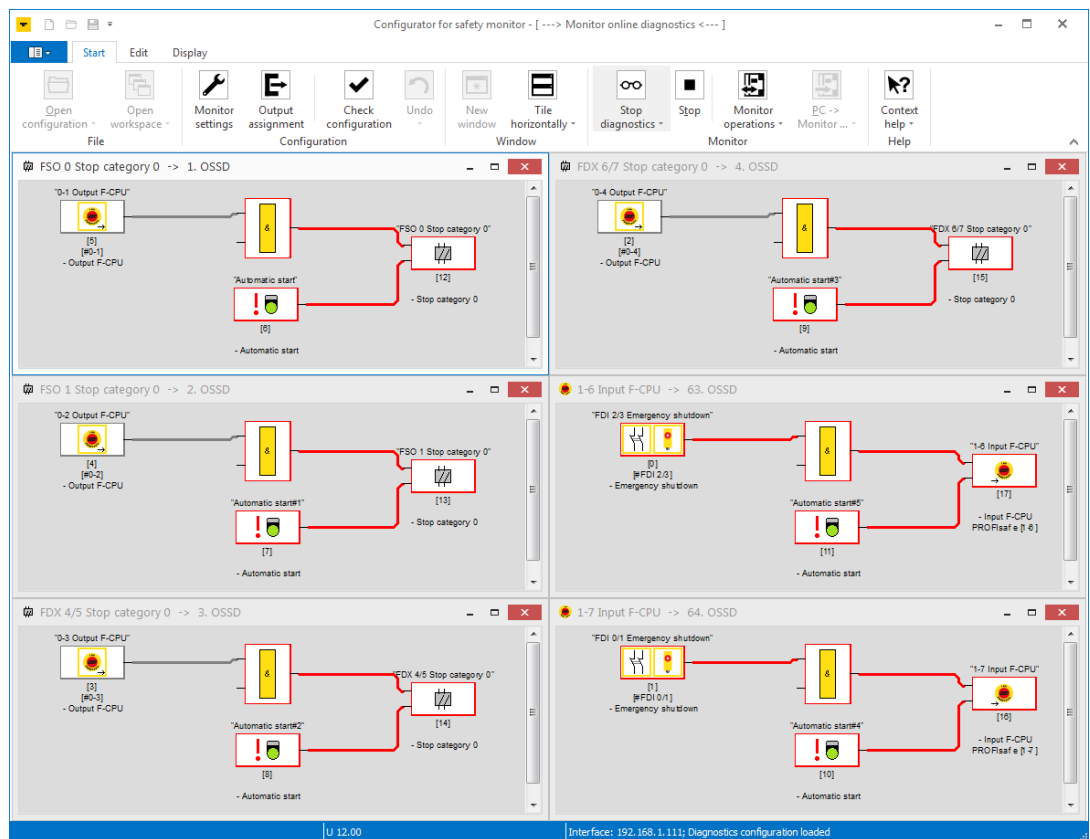 Configurator for safety monitor - [ ---> Monitor online diagnostics <--- ]
Start Edit Display
Open configuration
Open workspace
Monitor settings
Output assignment
Check configuration
Undo
New window
Tile horizontally
Stop diagnostics
Stop
Monitor operations
PC -> Monitor ...
Context help
File Configuration Window Monitor Help
FSO 0 Stop category 0 -> 1. OSSD
"0-1 Output F-CPU"
[5]
[#0-1]
- Output F-CPU
&
"FSO 0 Stop category 0"
[12]
- Stop category 0
"Automatic start"
[6]
- Automatic start
FDX 6/7 Stop category 0 -> 4. OSSD
"0-4 Output F-CPU"
[2]
[#0-4]
- Output F-CPU
&
"FDX 6/7 Stop category 0"
[15]
- Stop category 0
"Automatic start#3"
[9]
- Automatic start
FSO 1 Stop category 0 -> 2. OSSD
"0-2 Output F-CPU"
[4]
[#0-2]
- Output F-CPU
&
"FSO 1 Stop category 0"
[13]
- Stop category 0
"Automatic start#1"
[7]
- Automatic start
1-6 Input F-CPU -> 63. OSSD
"FDI 2/3 Emergency shutdown"
[0]
[#FDI 2/3]
- Emergency shutdown
&
"1-6 Input F-CPU"
[17]
- Input F-CPU
PROFIsafe [1-6]
"Automatic start#5"
[11]
- Automatic start
FDX 4/5 Stop category 0 -> 3. OSSD
"0-3 Output F-CPU"
[3]
[#0-3]
- Output F-CPU
&
"FDX 4/5 Stop category 0"
[14]
- Stop category 0
"Automatic start#2"
[8]
- Automatic start
1-7 Input F-CPU -> 64. OSSD
"FDI 0/1 Emergency shutdown"
[1]
[#FDI 0/1]
- Emergency shutdown
&
"1-7 Input F-CPU"
[16]
- Input F-CPU
PROFIsafe [1-7]
"Automatic start#4"
[10]
- Automatic start
U 12.00 Interface: 192.168.1.111; Diagnostics configuration loaded